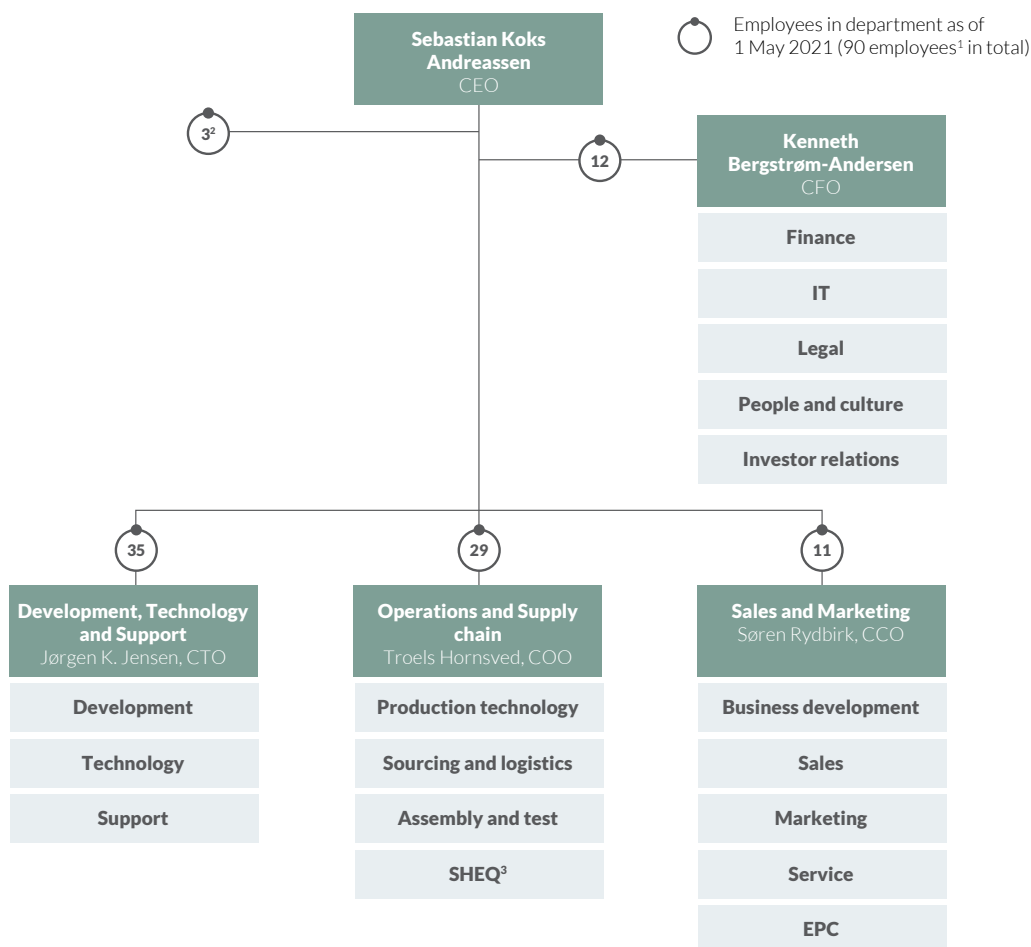 Sebastian Koks
Andreassen
CEO
Employees in department as of
1 May 2021 (90 employees¹ in total)
3²
12
Kenneth
Bergstrøm-Andersen
CFO
Finance
IT
Legal
People and culture
Investor relations
35
29
11
Development, Technology
and Support
Jørgen K. Jensen, CTO
Development
Technology
Support
Operations and Supply
chain
Troels Hornsved, COO
Production technology
Sourcing and logistics
Assembly and test
SHEQ³
Sales and Marketing
Søren Rydbirk, CCO
Business development
Sales
Marketing
Service
EPC